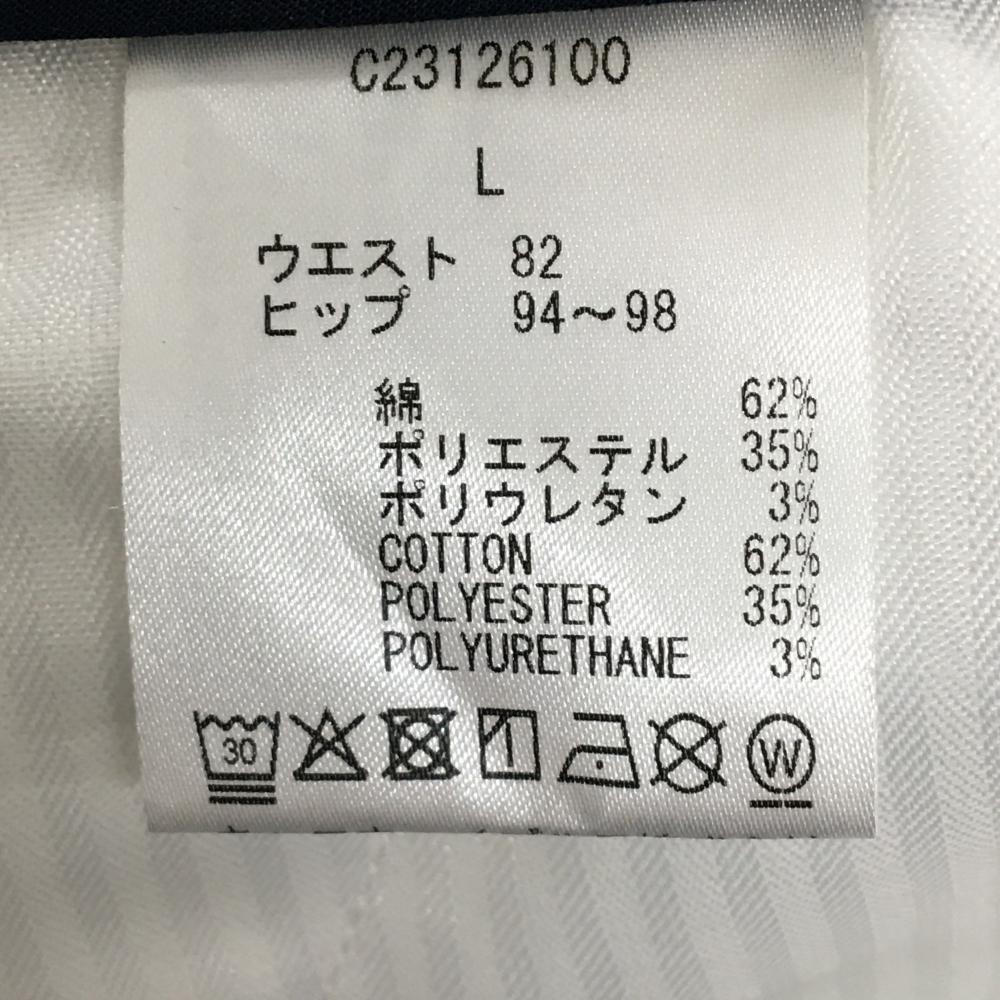 C23126100
L
ウエスト 82
ヒップ 94～98
綿 62%
ポリエステル 35%
ポリウレタン 3%
COTTON 62%
POLYESTER 35%
POLYURETHANE 3%
30 W